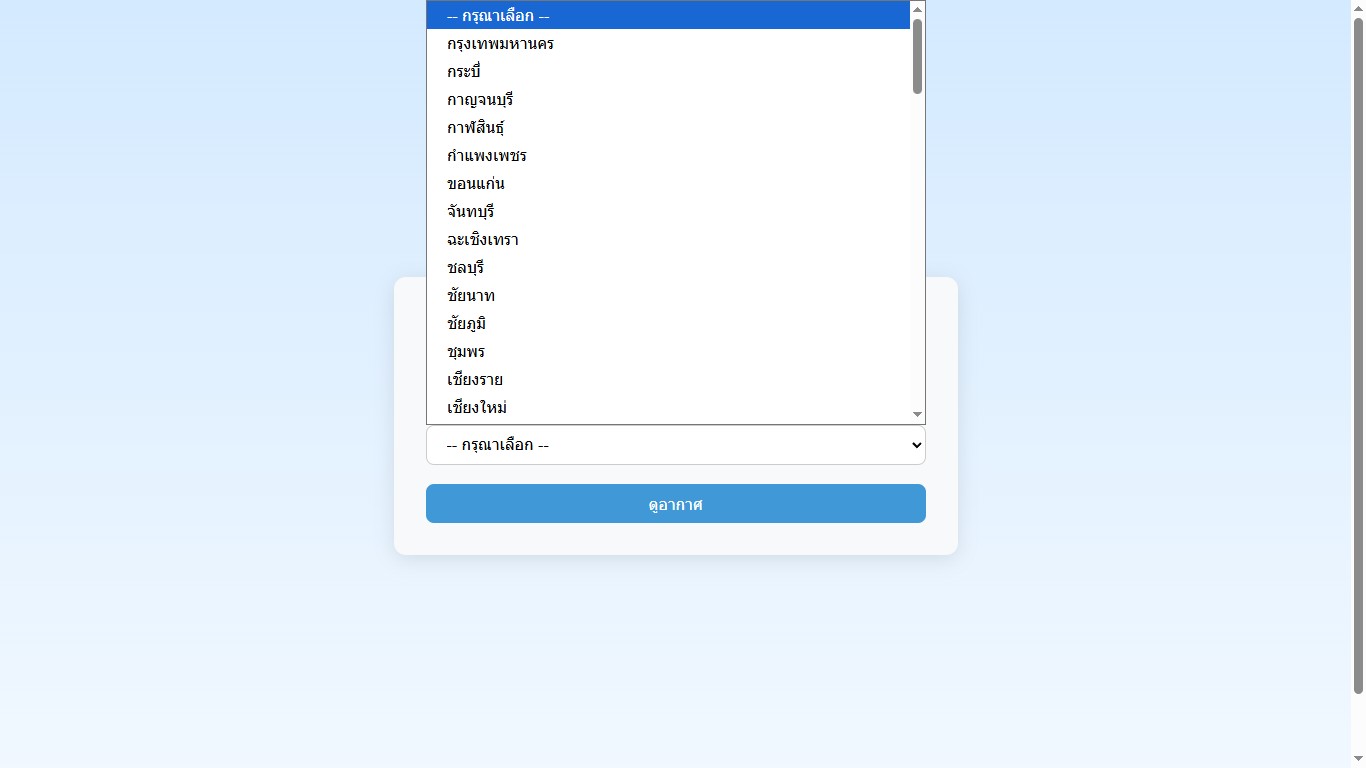 -- กรุณาเลือก --
กรุงเทพมหานคร
กระบี่
กาญจนบุรี
กาฬสินธุ์
กำแพงเพชร
ขอนแก่น
จันทบุรี
ฉะเชิงเทรา
ชลบุรี
ชัยนาท
ชัยภูมิ
ชุมพร
เชียงราย
เชียงใหม่
-- กรุณาเลือก --
ดูอากาศ